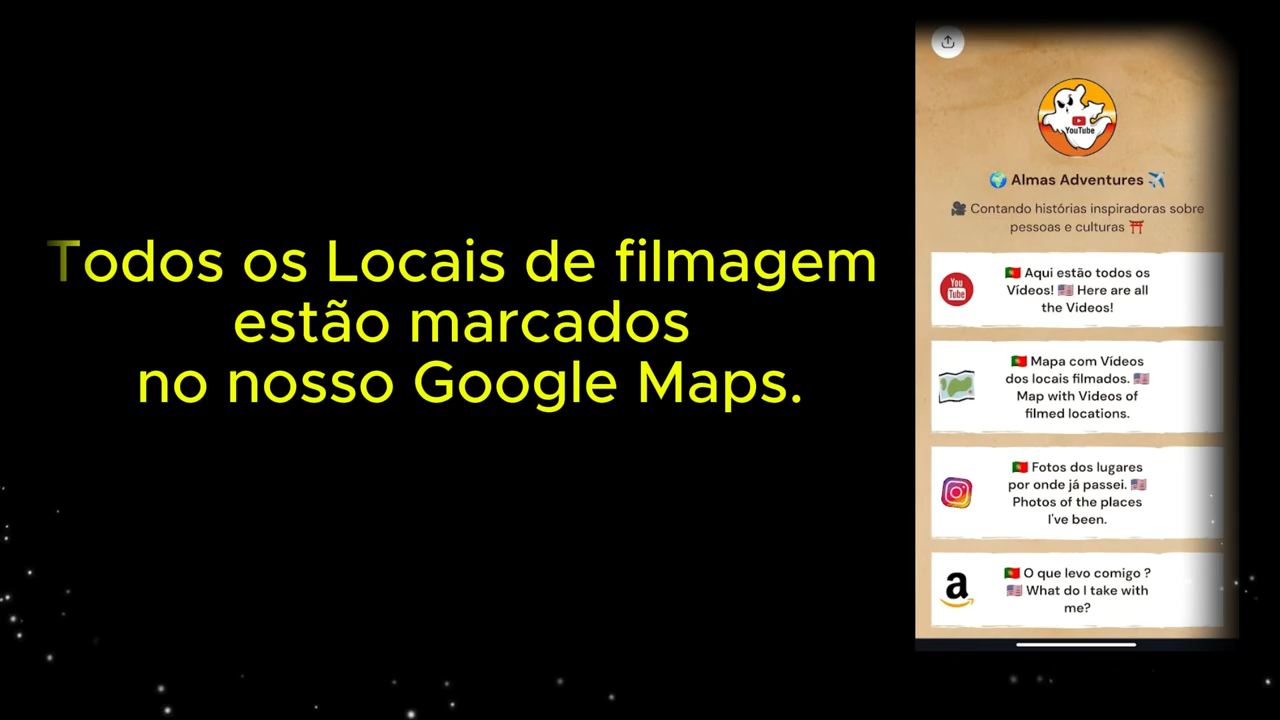 Todos os Locais de filmagem
estão marcados
no nosso Google Maps.
YouTube
🌍 Almas Adventures ✈️
🎥 Contando histórias inspiradoras sobre
pessoas e culturas ⛩️
You
Tube
🇵🇹 Aqui estão todos os
Vídeos! 🇺🇸 Here are all
the Videos!
🇵🇹 Mapa com Vídeos
dos locais filmados. 🇺🇸
Map with Videos of
filmed locations.
🇵🇹 Fotos dos lugares
por onde já passei. 🇺🇸
Photos of the places
I've been.
a
🇵🇹 O que levo comigo ?
🇺🇸 What do I take with
me?